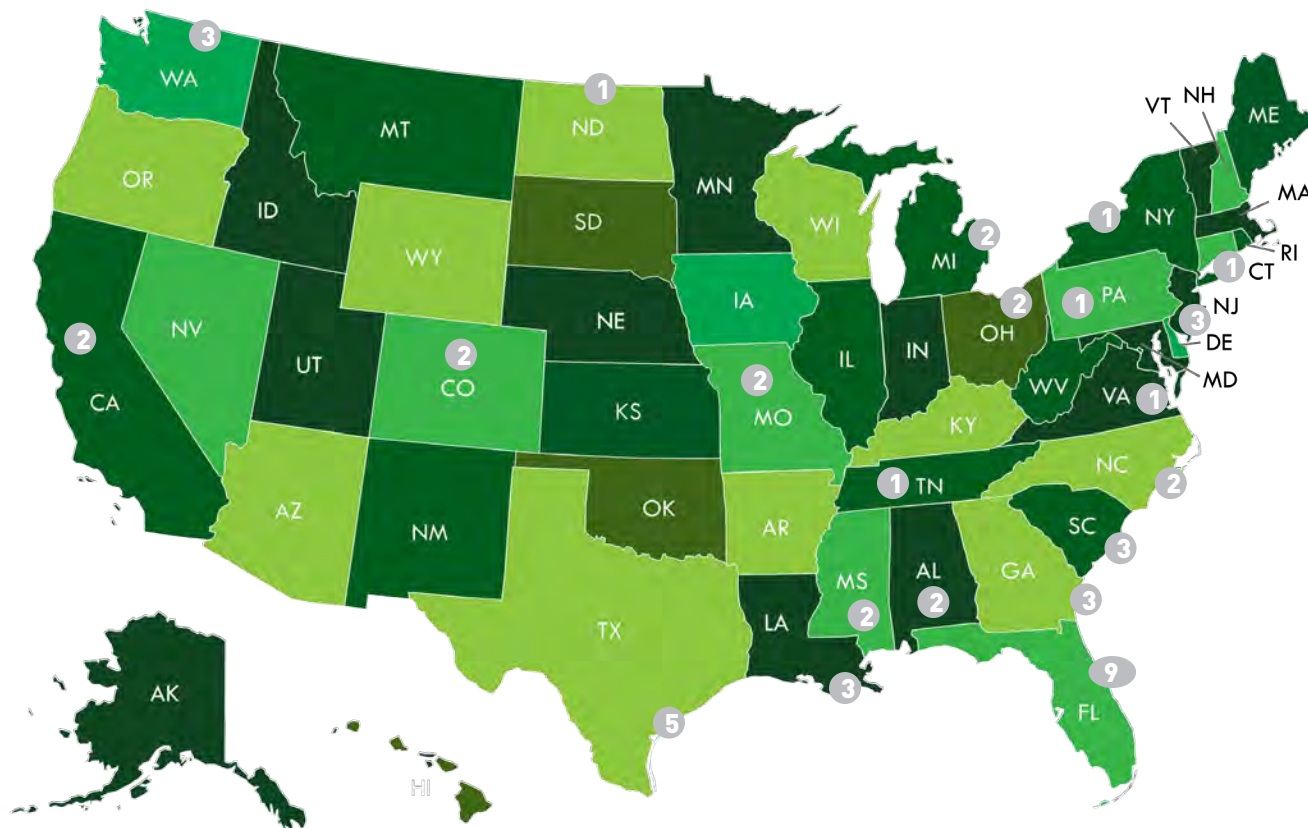 3
WA
1
ND
MT
VT
NH
ME
OR
ID
MN
SD
WI
MA
1
NY
2
MI
RI
WY
1
CT
IA
1
PA
NJ
2
OH
3
DE
NE
NV
2
UT
2
CO
IL
IN
MD
2
MO
WV
VA
1
CA
KS
KY
NC
2
1
TN
AZ
NM
OK
AR
SC
3
MS
2
AL
2
GA
3
TX
LA
3
9
FL
5
AK
HI